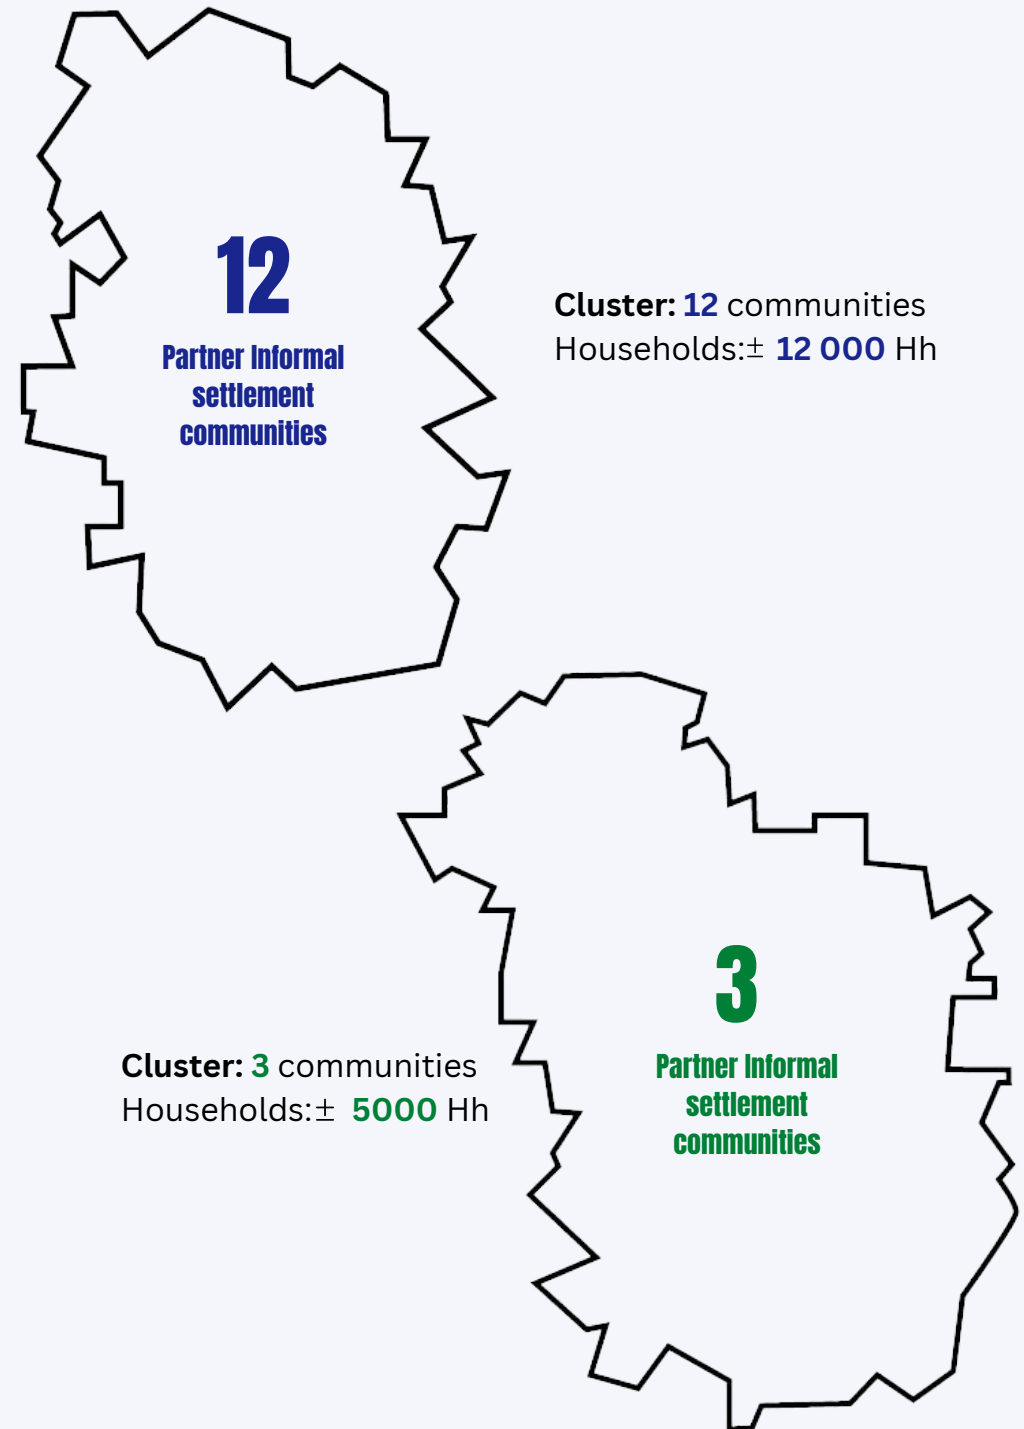 12
Partner Informal
settlement
communities
Cluster: 12 communities
Households:± 12 000 Hh
3
Partner Informal
settlement
communities
Cluster: 3 communities
Households:± 5000 Hh